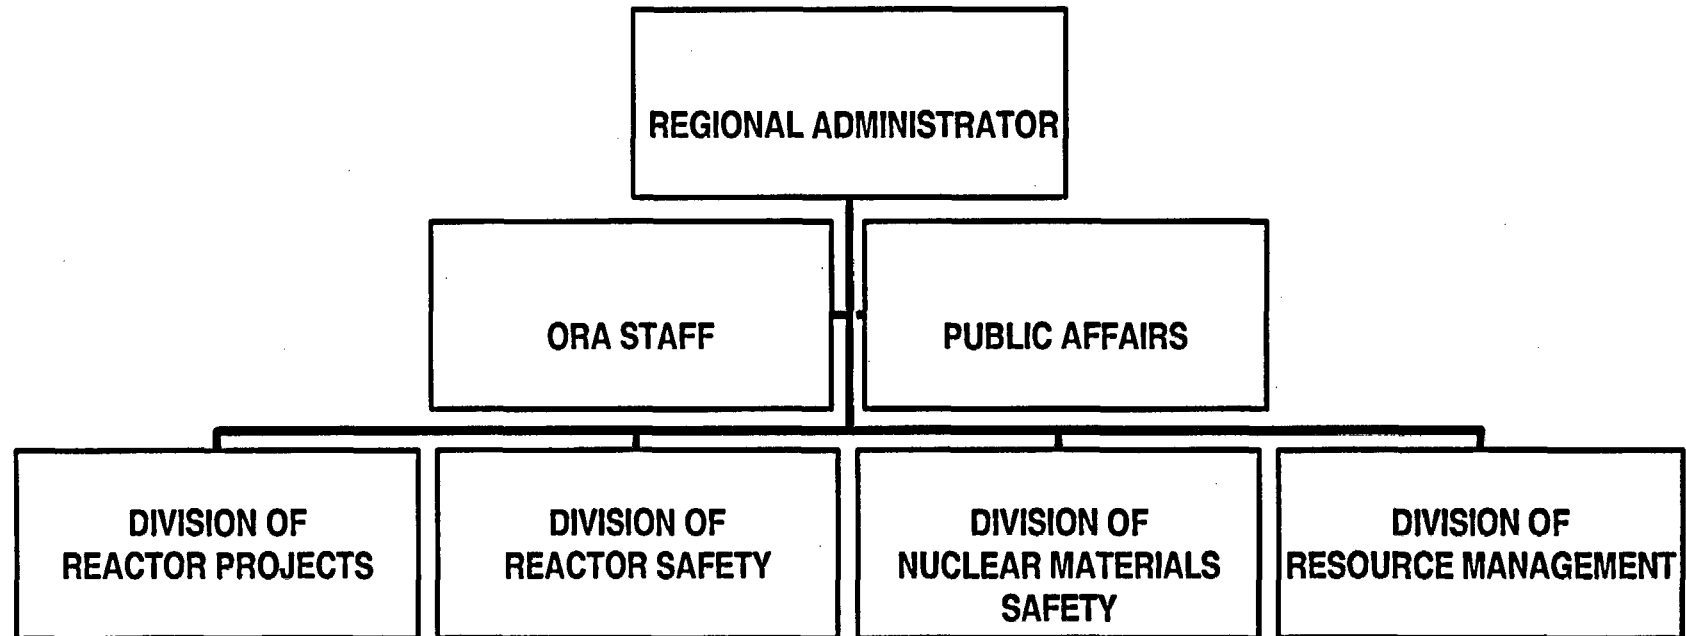 REGIONAL ADMINISTRATOR
ORA STAFF
PUBLIC AFFAIRS
DIVISION OF
REACTOR PROJECTS
DIVISION OF
REACTOR SAFETY
DIVISION OF
NUCLEAR MATERIALS
SAFETY
DIVISION OF
RESOURCE MANAGEMENT